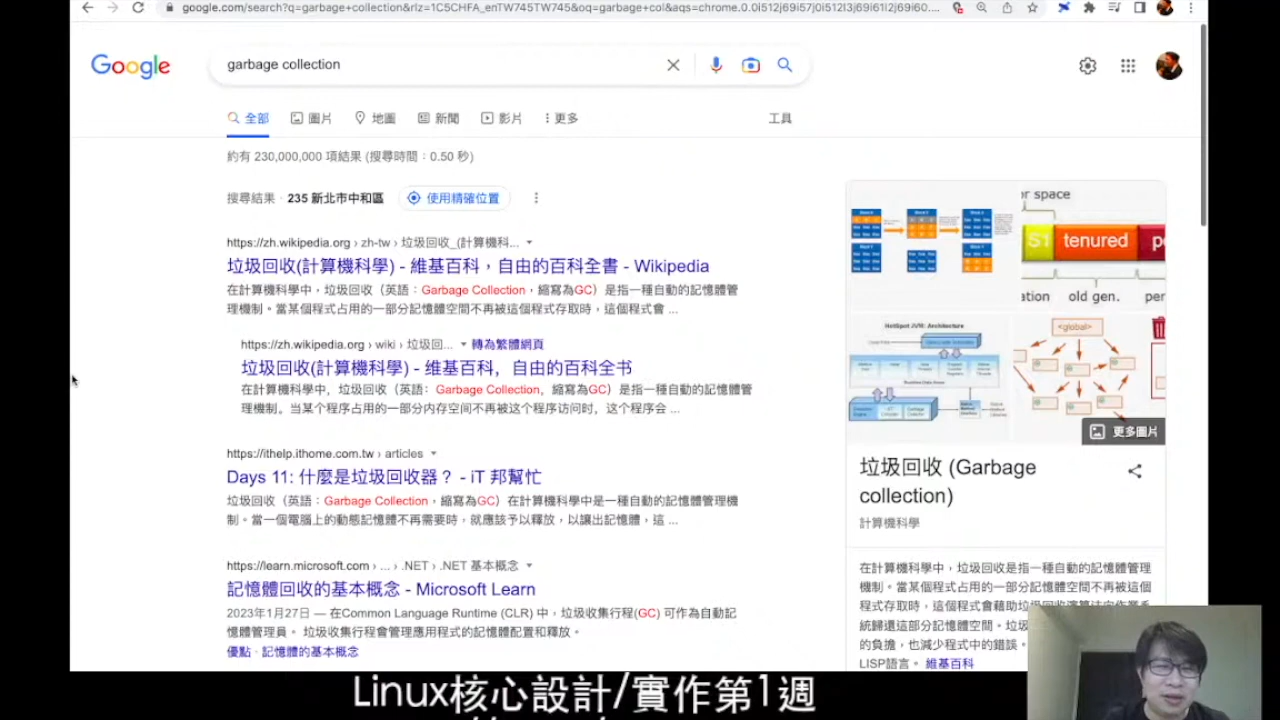 google.com/search?q=garbage+collection&rlz=1C5CHFA_enTW745TW745&oq=garbage+col&aqs=chrome.0.0i512j69i57j0i512l3j69i61l2j69i60....
Google
garbage collection
全部
圖片
地圖
新聞
影片
更多
工具
約有 230,000,000 項結果 (搜尋時間：0.50 秒)
搜尋結果 · 235 新北市中和區
使用精確位置
https://zh.wikipedia.org › zh-tw › 垃圾回收_(計算機科...
垃圾回收(計算機科學) - 維基百科，自由的百科全書 - Wikipedia
在計算機科學中，垃圾回收（英語：Garbage Collection，縮寫為GC）是指一種自動的記憶體管
理機制。當某個程式占用的一部分記憶體空間不再被這個程式存取時，這個程式會 ...
https://zh.wikipedia.org › wiki › 垃圾回... 轉為繁體網頁
垃圾回收(計算機科學) - 維基百科，自由的百科全书
在計算機科學中，垃圾回收（英語：Garbage Collection，縮寫為GC）是指一種自動的記憶體管
理機制。当某个程序占用的一部分内存空间不再被这个程序访问时，这个程序会 ...
https://ithelp.ithome.com.tw › articles
Days 11: 什麼是垃圾回收器？ - iT 邦幫忙
垃圾回收（英語：Garbage Collection，縮寫為GC）在計算機科學中是一種自動的記憶體管理機
制。當一個電腦上的動態記憶體不再需要時，就應該予以釋放，以讓出記憶體，這 ...
https://learn.microsoft.com › ... › .NET › .NET 基本概念
記憶體回收的基本概念 - Microsoft Learn
2023年1月27日 — 在Common Language Runtime (CLR) 中，垃圾收集行程(GC) 可作為自動記
憶體管理員。 垃圾收集行程會管理應用程式的記憶體配置和釋放。
優點 · 記憶體的基本概念
or space
S1
tenured
ation
old gen.
per
HotSpot JVM: Architecture
<global>
更多圖片
垃圾回收 (Garbage
collection)
計算機科學
在計算機科學中，垃圾回收是指一種自動的記憶體管理
機制。當某個程式占用的一部分記憶體空間不再被這個
程式存取時，這個程式會藉助垃圾回收演算法向作業系
統歸還這部分記憶體空間。垃圾
的負擔，也減少程式中的錯誤。
LISP語言。 維基百科
Linux核心設計/實作第1週